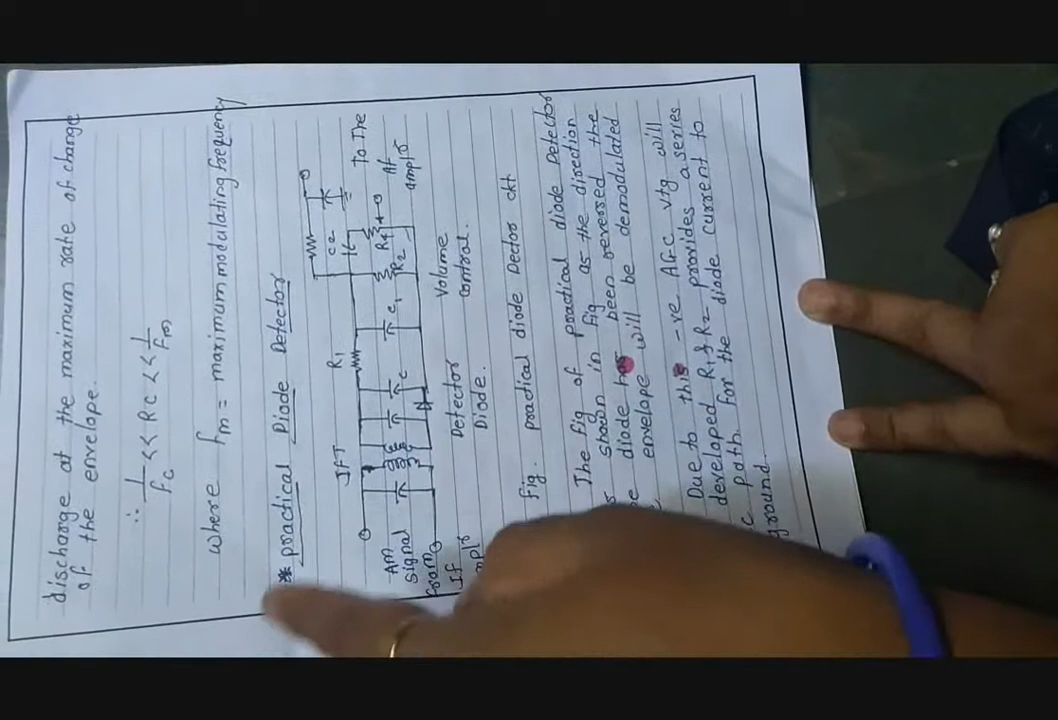 discharge at the maximum rate of change
of the envelope.
∴ 1/fc << RC << 1/Fm
where fm = maximum modulating frequency
* practical Diode Detector
IFT R1
C2
To the
AF
amplr
C C1 R2
Am
signal
from
IF
Detector
Diode.
Volume
control.
fig. practical diode Dector ckt
The fig of practical diode Detector
shown in fig as the direction
diode has been reversed the
envelope will be demodulated
Due to this -ve AGC vtg will
developed R1 & R2 provides a series
path for the diode current to
ground.